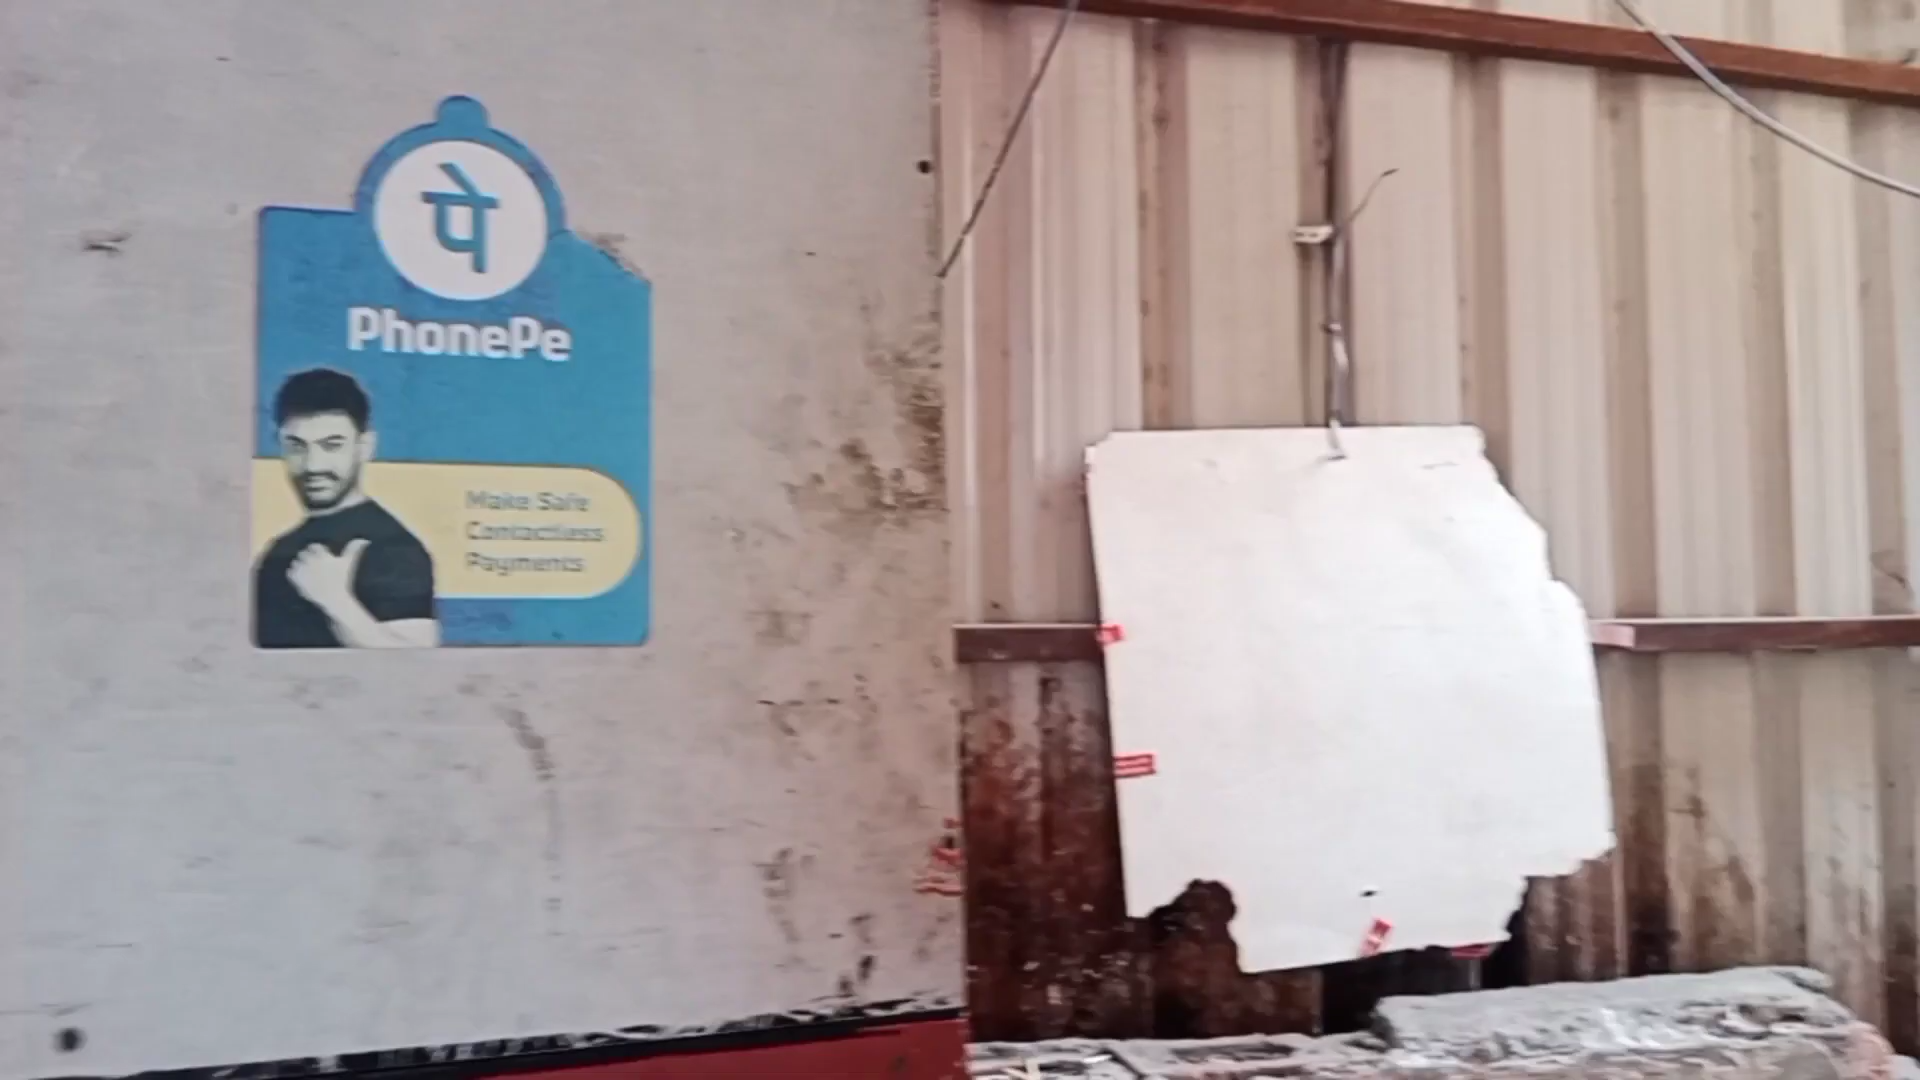 पे
PhonePe
Make Safe
Contactless
Payments